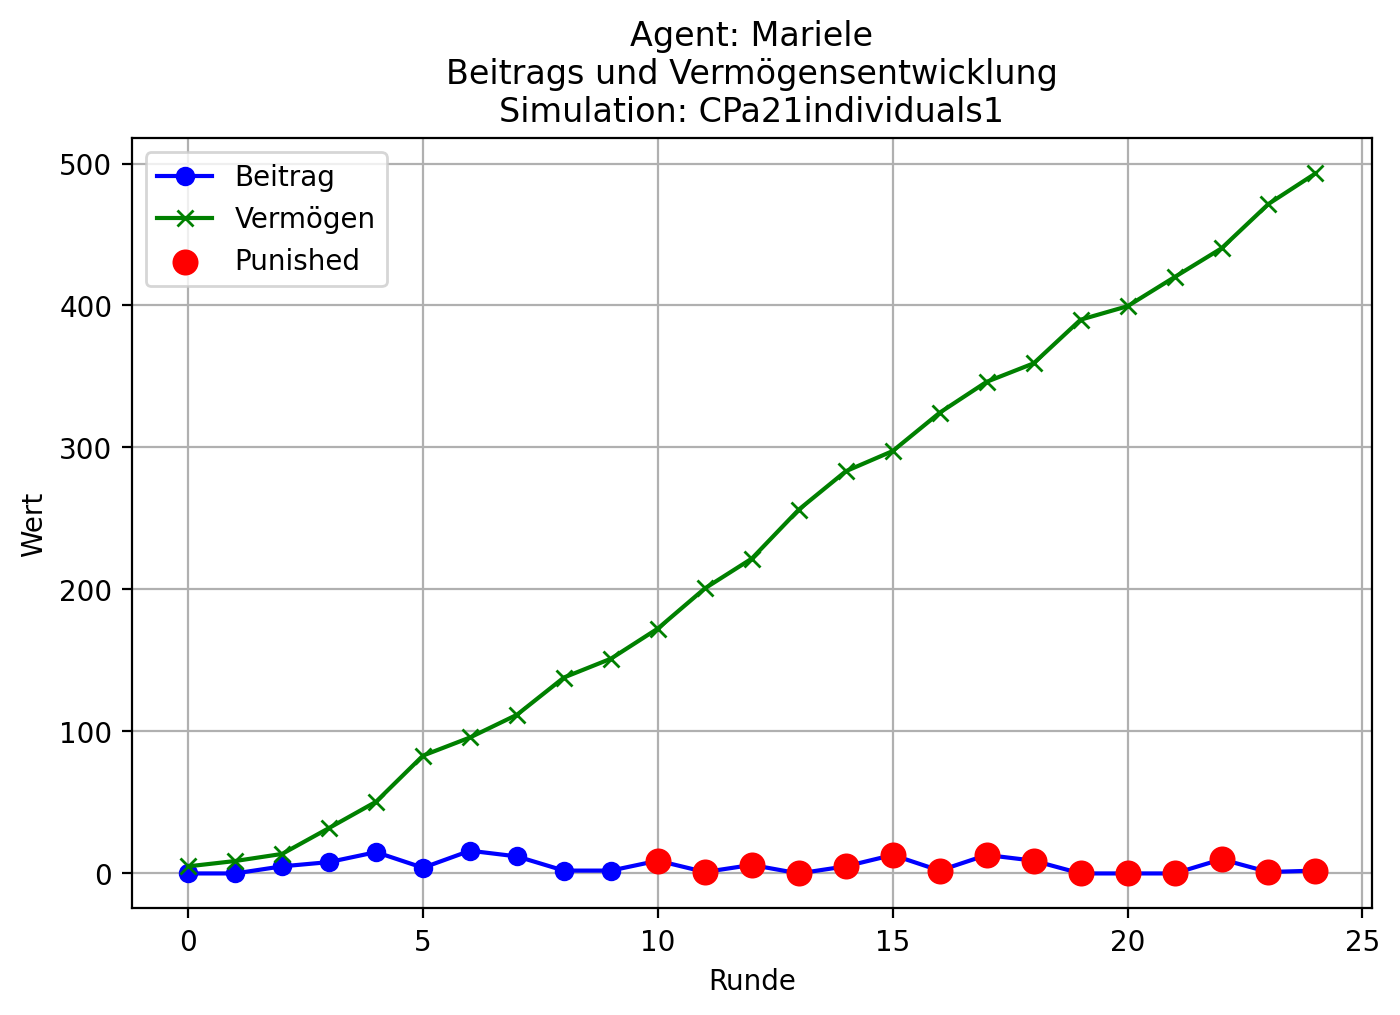 Agent: Mariele
Beitrags und Vermögensentwicklung
Simulation: CPa21individuals1
Beitrag
Vermögen
Punished
500
400
300
200
100
0
Wert
0 5 10 15 20 25
Runde